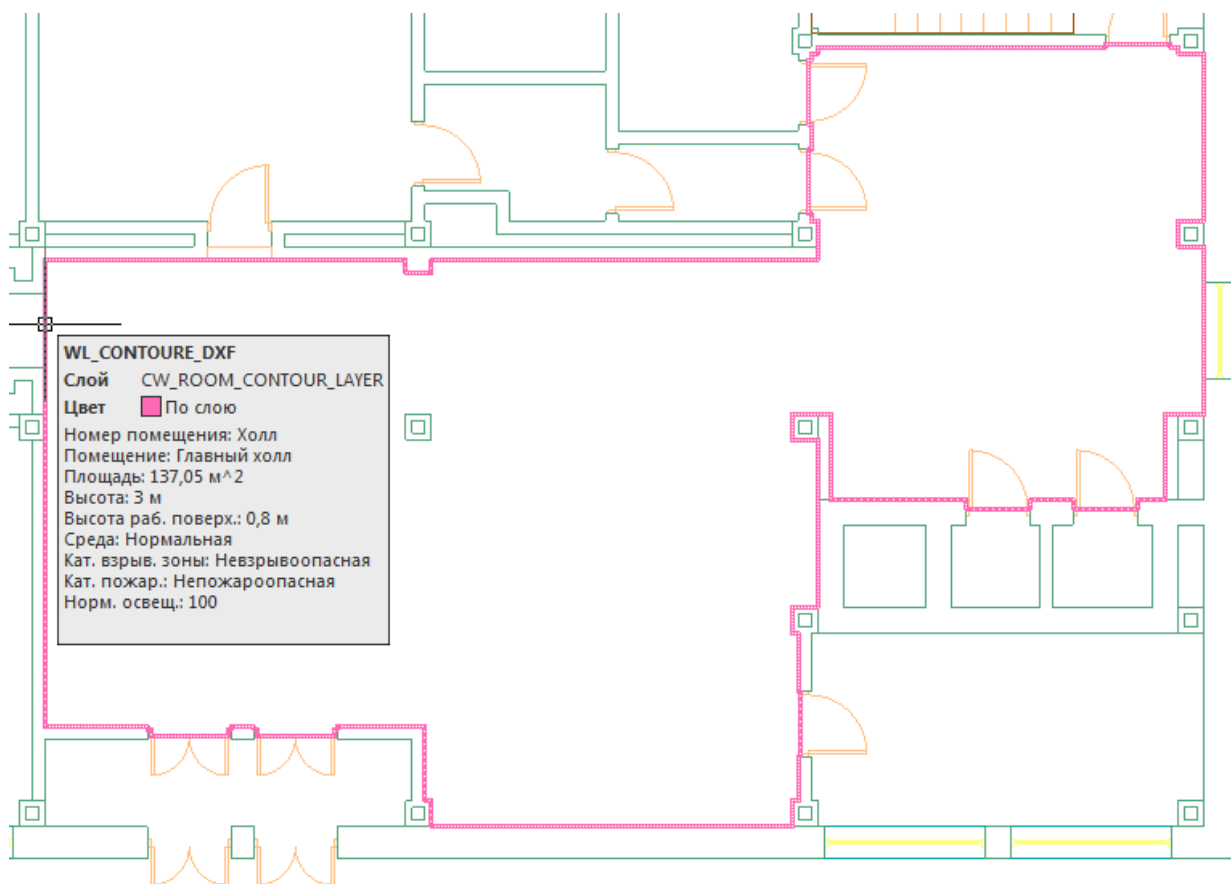 WL_CONTOURE_DXF
Слой CW_ROOM_CONTOUR_LAYER
Цвет По слою
Номер помещения: Холл
Помещение: Главный холл
Площадь: 137,05 м^2
Высота: 3 м
Высота раб. поверх.: 0,8 м
Среда: Нормальная
Кат. взрыв. зоны: Невзрывоопасная
Кат. пожар.: Непожароопасная
Норм. освещ.: 100